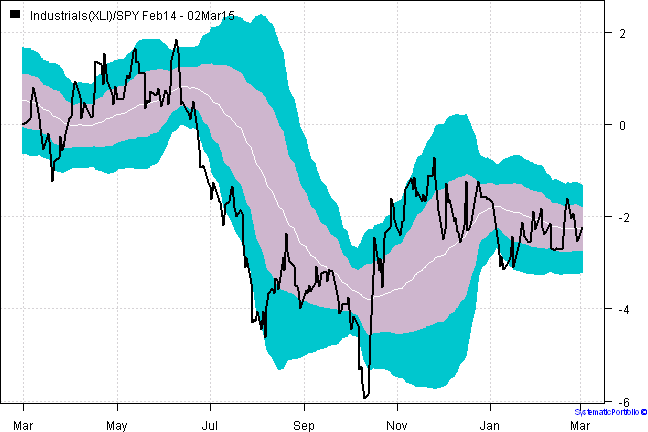 Industrials(XLI)/SPY Feb14 - 02Mar15
2
0
-2
-4
-6
Mar May Jul Sep Nov Jan Mar
SystematicPortfolio ©